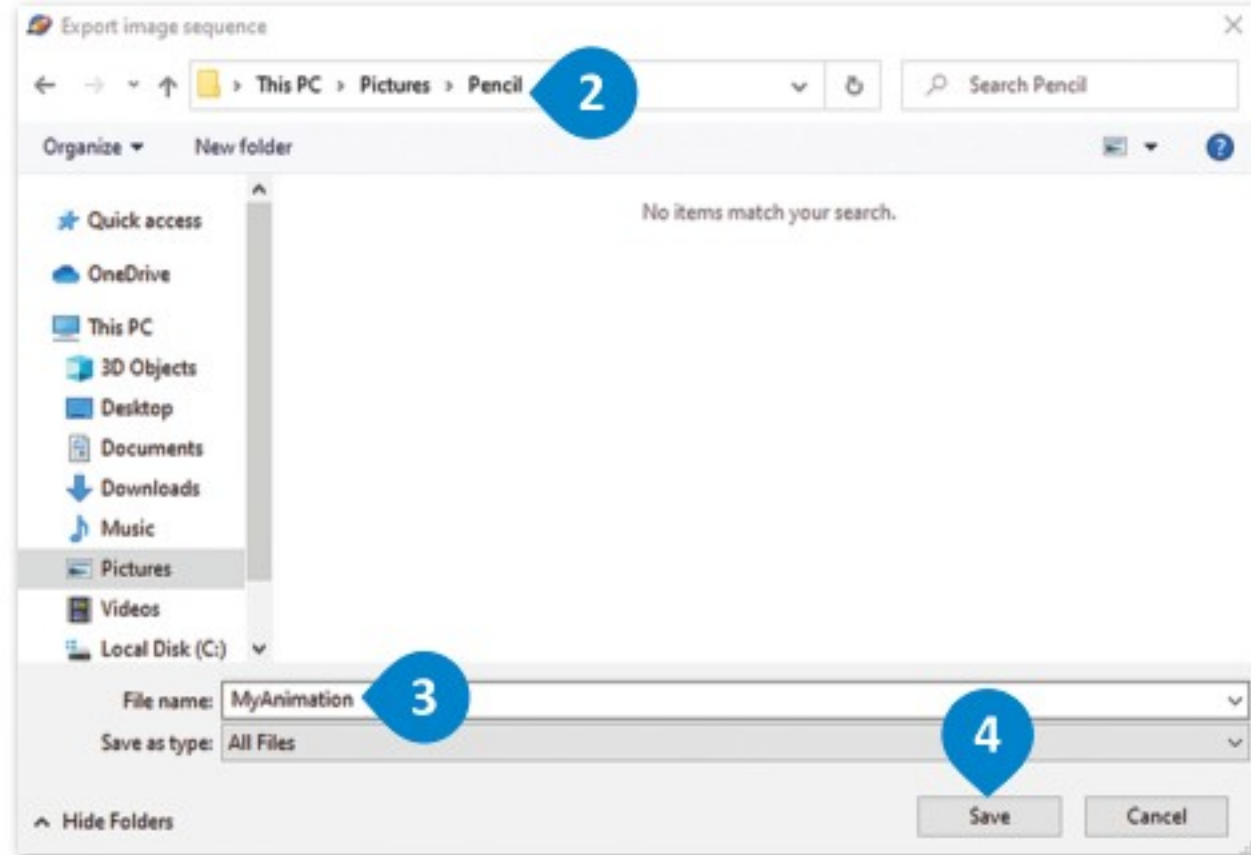 Export image sequence
This PC > Pictures > Pencil
2
Search Pencil
Organize
New folder
Quick access
No items match your search.
OneDrive
This PC
3D Objects
Desktop
Documents
Downloads
Music
Pictures
Videos
Local Disk (C:)
File name: MyAnimation
3
Save as type: All Files
4
Hide Folders
Save
Cancel